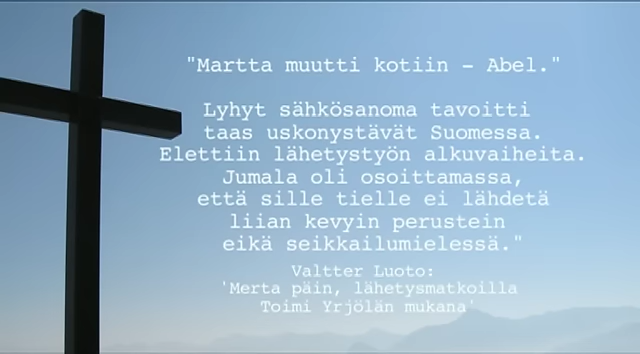 "Martta muutti kotiin – Abel."
Lyhyt sähkösanoma tavoitti
taas uskonystävät Suomessa.
Elettiin lähetystyön alkuvaiheita.
Jumala oli osoittamassa,
että sille tielle ei lähdetä
liian kevyin perustein
eikä seikkailumielessä."
Valtter Luoto:
'Merta päin, lähetysmatkoilla
Toimi Yrjölän mukana'